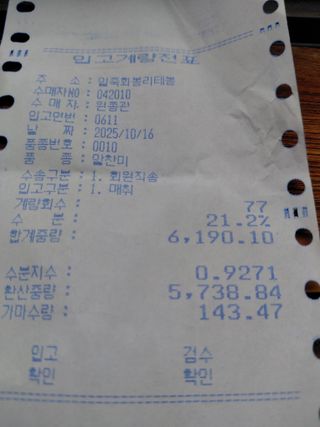 입고계량전표
주 소 : 일죽화봉리테봉
수매자NO : 042010
수 매 자 : 원종관
입고연번 : 0611
날 짜 : 2025/10/16
품종번호 : 0010
품 종 : 알찬미
수송구분 : 1. 회원직송
입고구분 : 1. 매취
계량회수 : 77
수 분 : 21.2%
합계중량 : 6,190.10
수분지수 : 0.9271
환산중량 : 5,738.84
가마수량 : 143.47
입고 검수
확인 확인